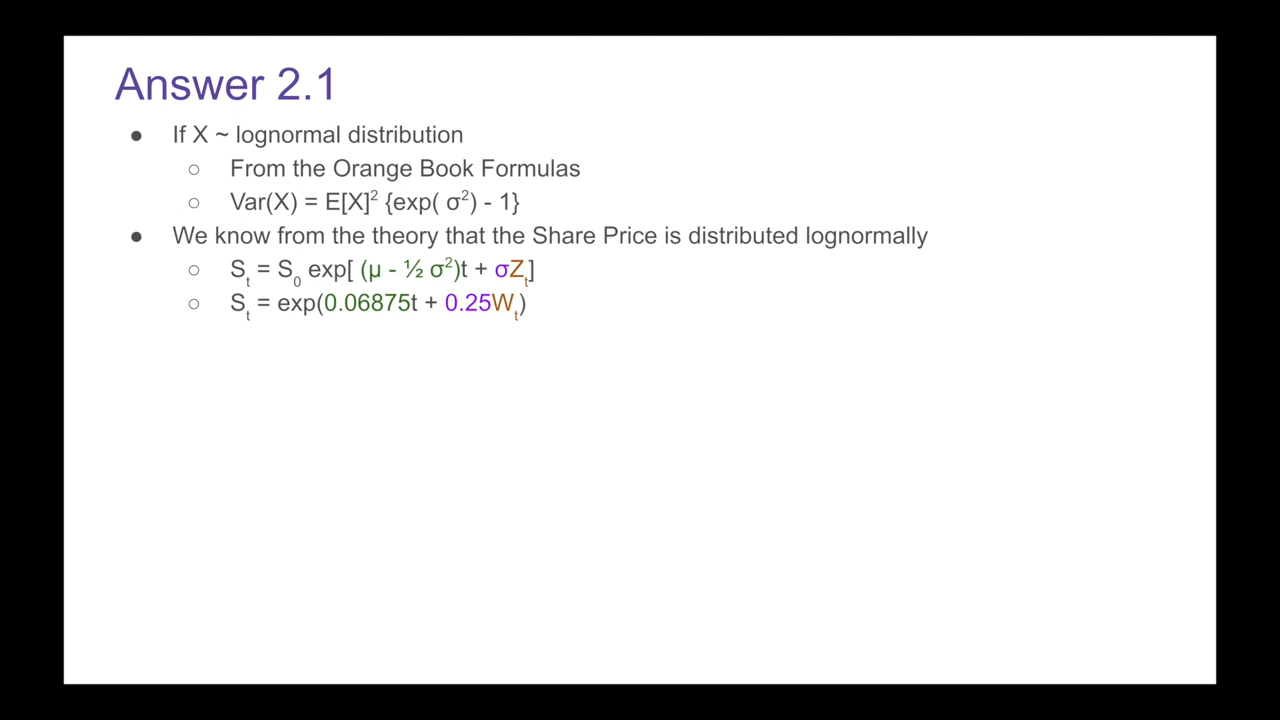 Answer 2.1
● If X ~ lognormal distribution
○ From the Orange Book Formulas
○ Var(X) = E[X]² {exp( σ²) - 1}
● We know from the theory that the Share Price is distributed lognormally
○ Sₜ = S₀ exp[ (μ - ½ σ²)t + σZₜ]
○ Sₜ = exp(0.06875t + 0.25Wₜ)